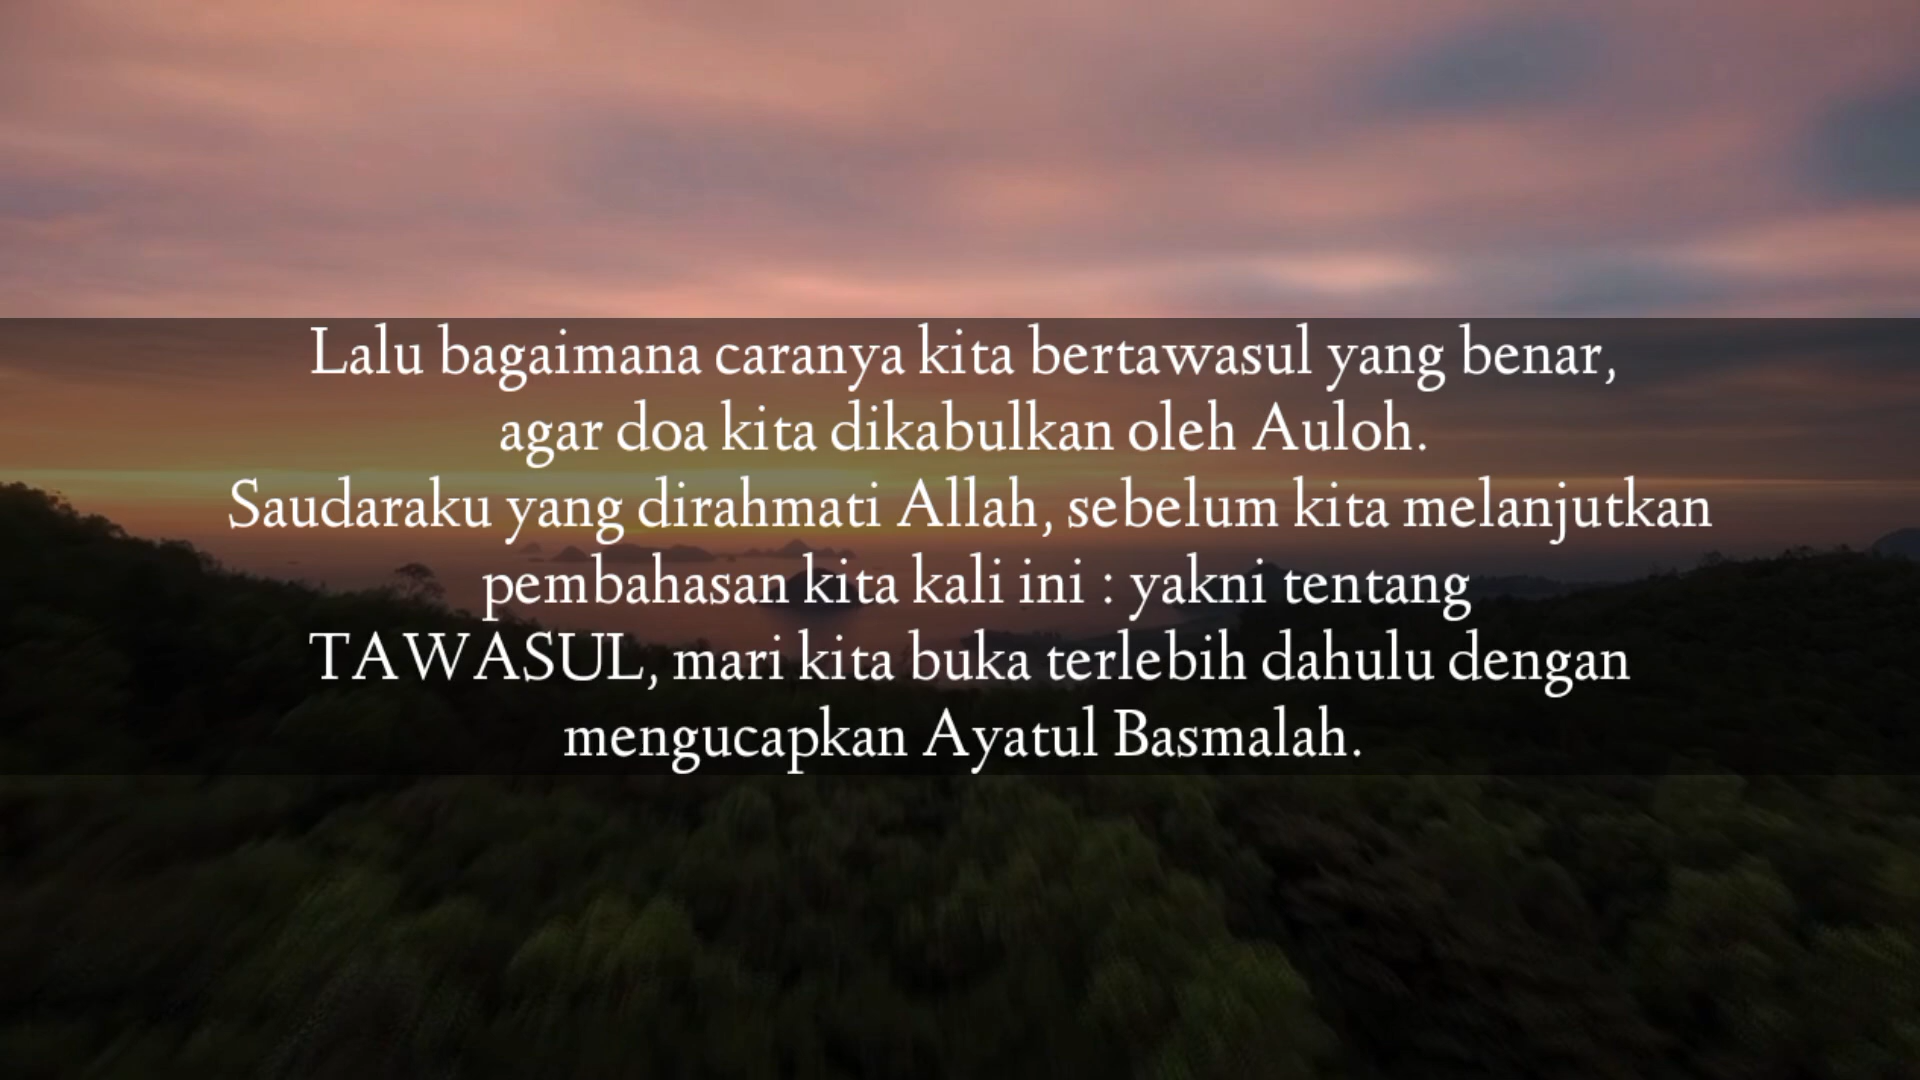 Lalu bagaimana caranya kita bertawasul yang benar,
agar doa kita dikabulkan oleh Auloh.
Saudaraku yang dirahmati Allah, sebelum kita melanjutkan
pembahasan kita kali ini : yakni tentang
TAWASUL, mari kita buka terlebih dahulu dengan
mengucapkan Ayatul Basmalah.